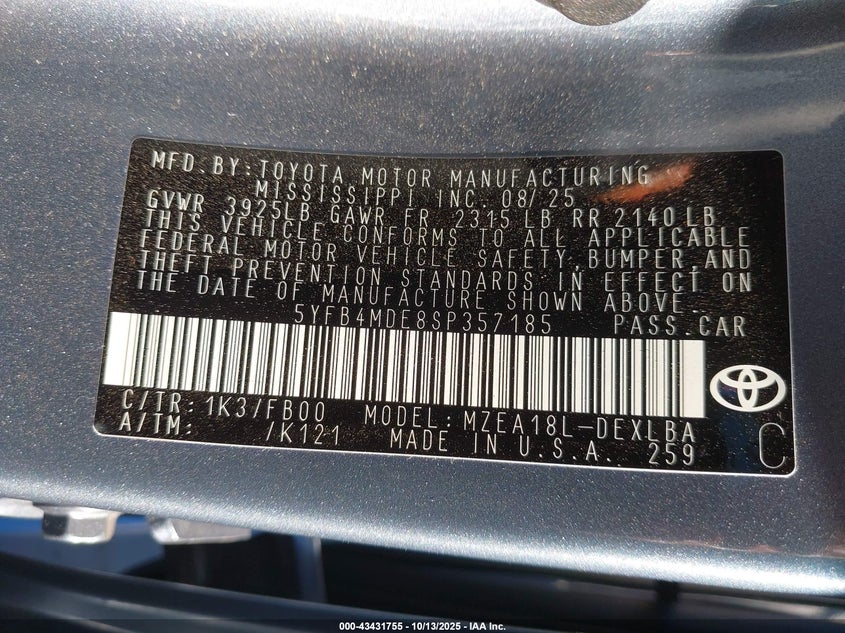 MFD. BY: TOYOTA MOTOR MANUFACTURING
MISSISSIPPI INC. 08/25
GVWR 3925LB GAWR FR 2315 LB RR 2140 LB
THIS VEHICLE CONFORMS TO ALL APPLICABLE
FEDERAL MOTOR VEHICLE SAFETY, BUMPER, AND
THEFT PREVENTION STANDARDS IN EFFECT ON
THE DATE OF MANUFACTURE SHOWN ABOVE.
5YFB4MDE8SP357185 PASS. CAR
C/TR: 1K3/FB00 MODEL: MZEA18L-DEXLBA
A/TM: /K121 MADE IN U.S.A. 259 C
000-43431755 - 10/13/2025 - IAA Inc.